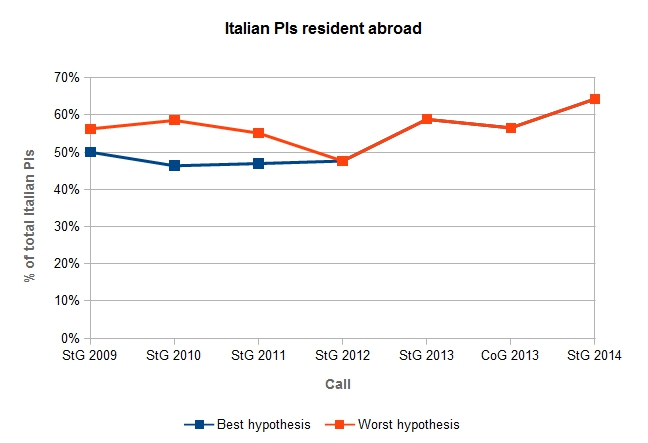 Italian PIs resident abroad
% of total Italian PIs
70%
60%
50%
40%
30%
20%
10%
0%
StG 2009 StG 2010 StG 2011 StG 2012 StG 2013 CoG 2013 StG 2014
Call
Best hypothesis Worst hypothesis